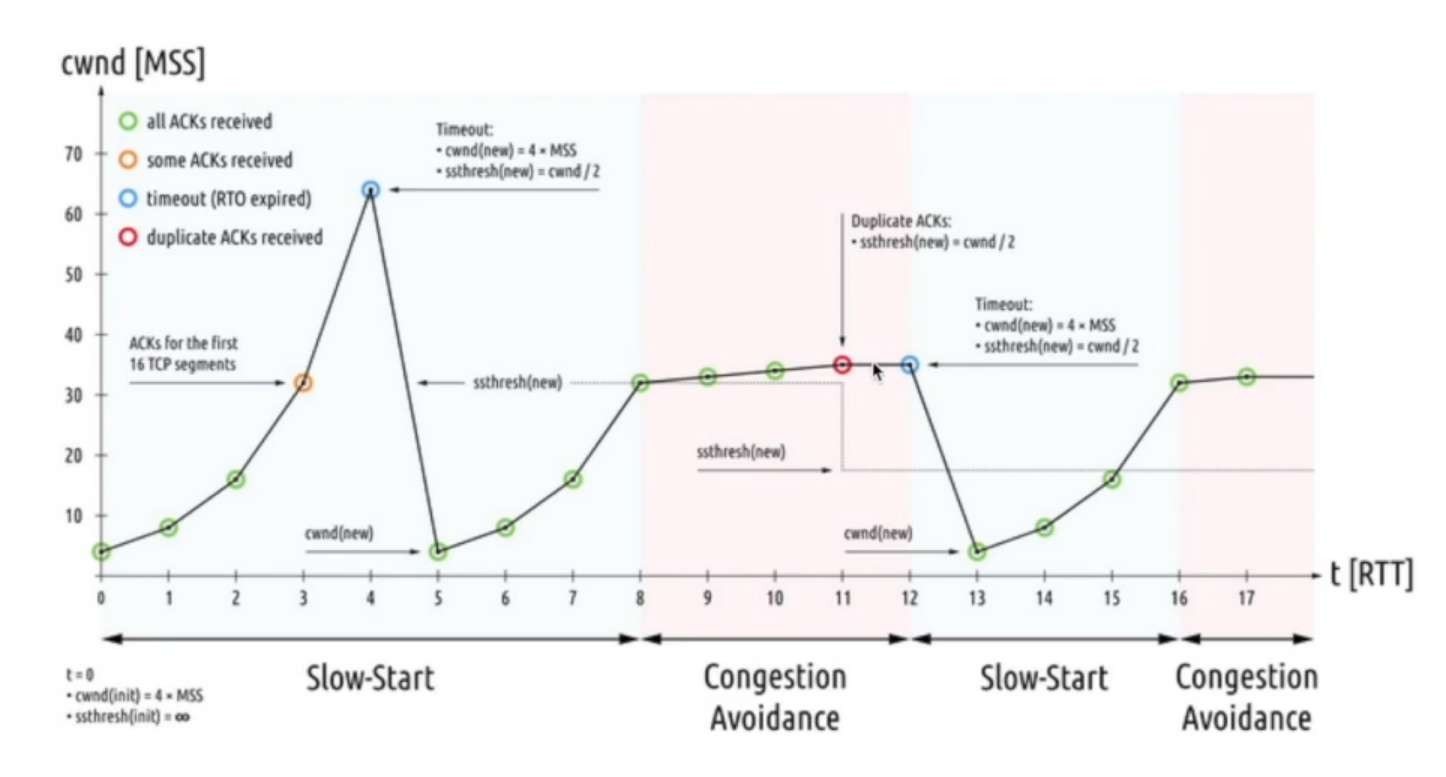 cwnd [MSS]
all ACKs received
some ACKs received
timeout (RTO expired)
duplicate ACKs received
Timeout:
• cwnd(new) = 4 × MSS
• ssthresh(new) = cwnd / 2
Duplicate ACKs:
• ssthresh(new) = cwnd / 2
Timeout:
• cwnd(new) = 4 × MSS
• ssthresh(new) = cwnd / 2
ACKs for the first
16 TCP segments
ssthresh(new)
ssthresh(new)
cwnd(new)
cwnd(new)
70
60
50
40
30
20
10
t [RTT]
0 1 2 3 4 5 6 7 8 9 10 11 12 13 14 15 16 17
Slow-Start
Congestion
Avoidance
Slow-Start
Congestion
Avoidance
t = 0
• cwnd(init) = 4 × MSS
• ssthresh(init) = ∞